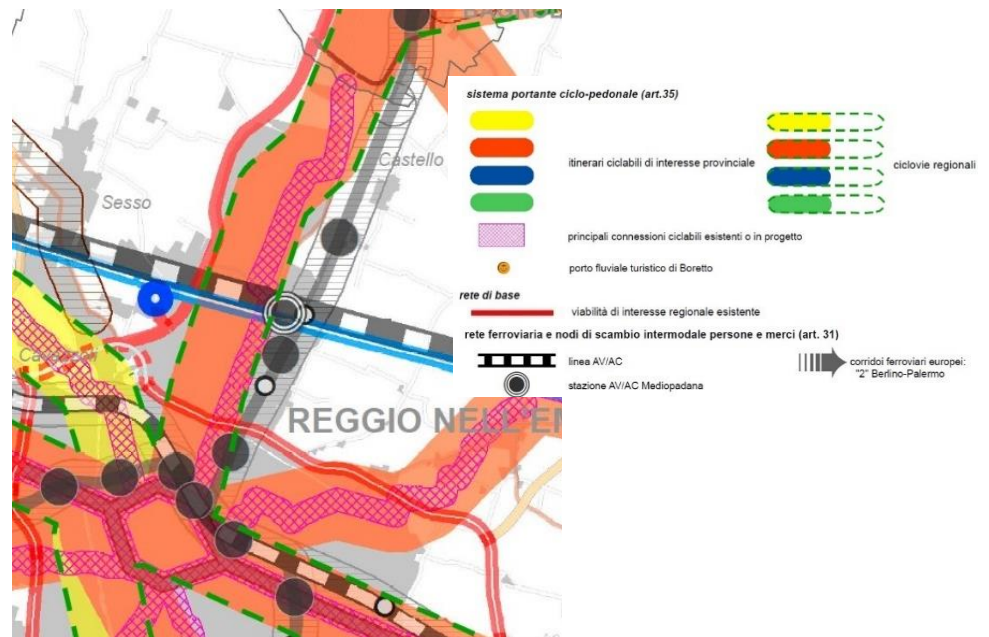 Castello
Sesso
REGGIO NELL'E
sistema portante ciclo-pedonale (art.35)
itinerari ciclabili di interesse provinciale
ciclovie regionali
principali connessioni ciclabili esistenti o in progetto
porto fluviale turistico di Boretto
rete di base
viabilità di interesse regionale esistente
rete ferroviaria e nodi di scambio intermodale persone e merci (art. 31)
linea AV/AC
corridoi ferroviari europei:
"2" Berlino-Palermo
stazione AV/AC Mediopadana